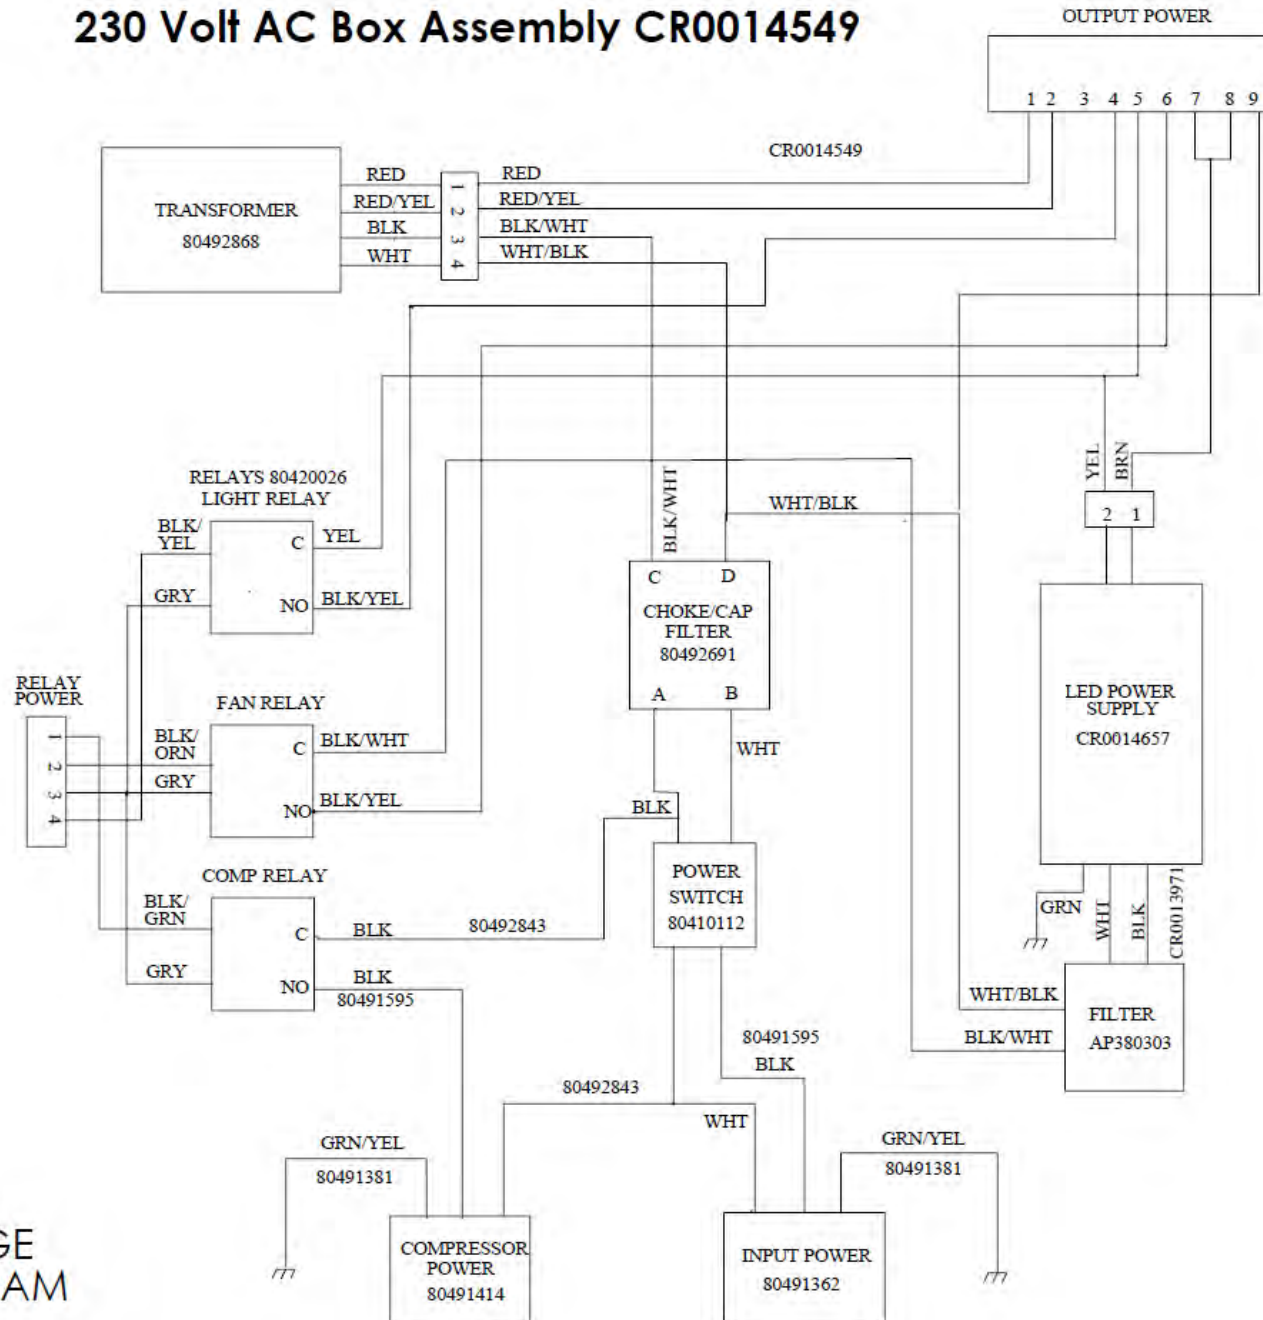 230 Volt AC Box Assembly CR0014549
OUTPUT POWER
1 2 3 4 5 6 7 8 9
CR0014549
TRANSFORMER
80492868
RED
RED/YEL
BLK
WHT
1
2
3
4
RED
RED/YEL
BLK/WHT
WHT/BLK
RELAYS 80420026
LIGHT RELAY
BLK/
YEL
GRY
C
NO
YEL
BLK/YEL
BLK/WHT
WHT/BLK
YEL
BRN
2 1
C D
CHOKE/CAP
FILTER
80492691
A B
LED POWER
SUPPLY
CR0014657
RELAY
POWER
1
2
3
4
FAN RELAY
BLK/
ORN
GRY
C
NO
BLK/WHT
BLK/YEL
BLK
WHT
POWER
SWITCH
80410112
COMP RELAY
BLK/
GRN
GRY
C
NO
BLK
80492843
BLK
80491595
GRN
WHT
BLK
CR0013971
WHT/BLK
BLK/WHT
FILTER
AP380303
80491595
BLK
80492843
WHT
GRN/YEL
80491381
GRN/YEL
80491381
COMPRESSOR
POWER
80491414
INPUT POWER
80491362
GE
AM